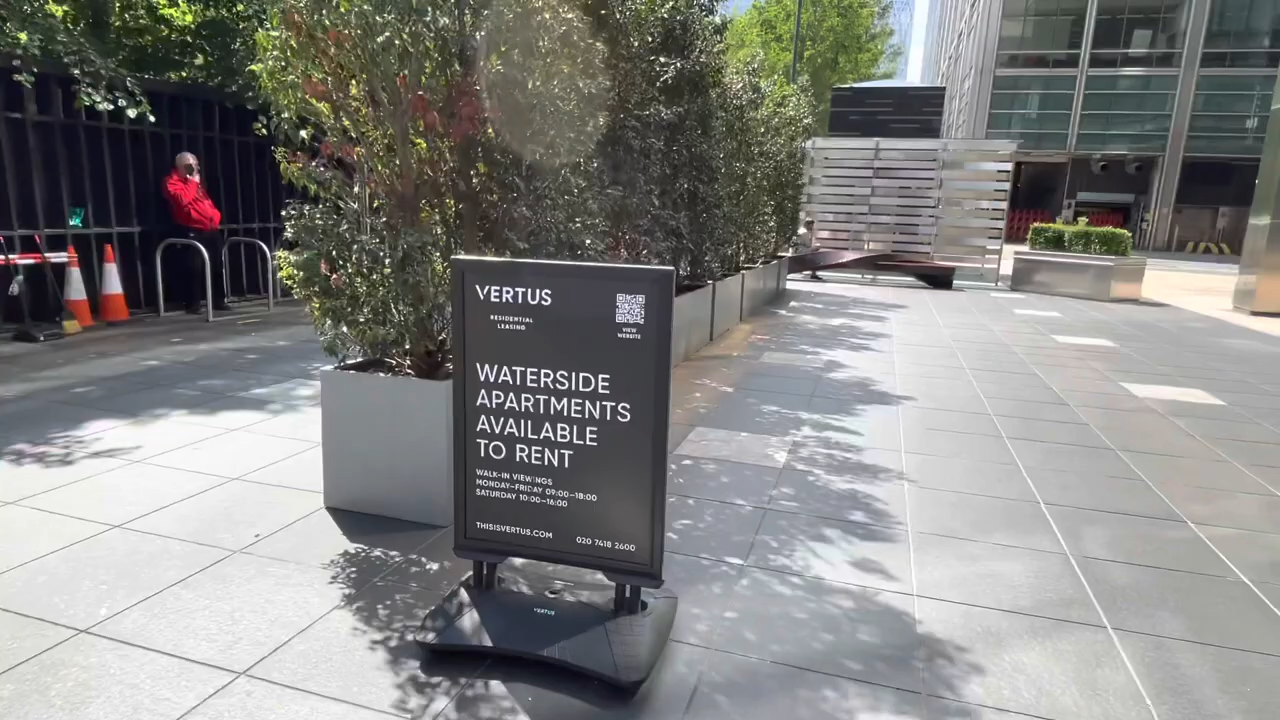 VERTUS
RESIDENTIAL
LEASING
VIEW
WEBSITE
WATERSIDE
APARTMENTS
AVAILABLE
TO RENT
WALK-IN VIEWINGS
MONDAY–FRIDAY 09:00–18:00
SATURDAY 10:00–16:00
THISISVERTUS.COM
020 7418 2600
VERTUS